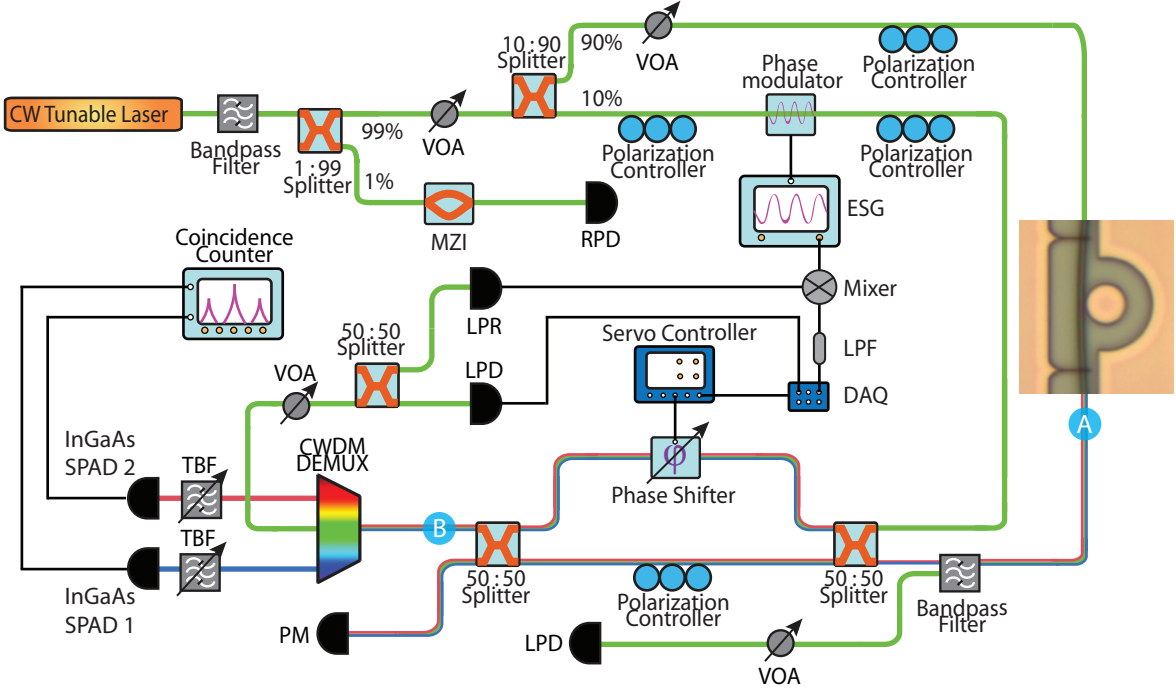 90%
10:90
Splitter
VOA
Polarization
Controller
Phase
modulator
CW Tunable Laser
10%
99%
VOA
Bandpass
Filter
1:99
Splitter
1%
Polarization
Controller
Polarization
Controller
MZI
RPD
ESG
Coincidence
Counter
Mixer
LPR
50:50
Splitter
Servo Controller
LPF
LPD
VOA
DAQ
A
InGaAs
SPAD 2
TBF
CWDM
DEMUX
φ
Phase Shifter
B
TBF
50:50
Splitter
50:50
Splitter
InGaAs
SPAD 1
Polarization
Controller
Bandpass
Filter
PM
LPD
VOA